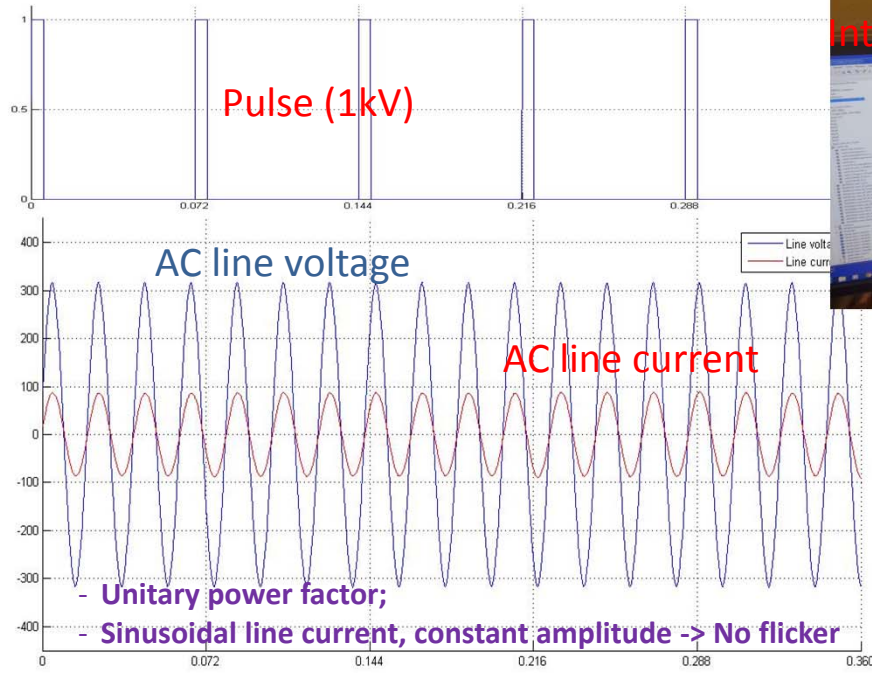 1
Int
Pulse (1kV)
0.5
0
0.072
0.144
0.216
0.288
400
AC line voltage
Line volta
Line curr
300
200
AC line current
100
0
-100
-200
-300
- Unitary power factor;
- Sinusoidal line current, constant amplitude -> No flicker
-400
0
0.072
0.144
0.216
0.288
0.360